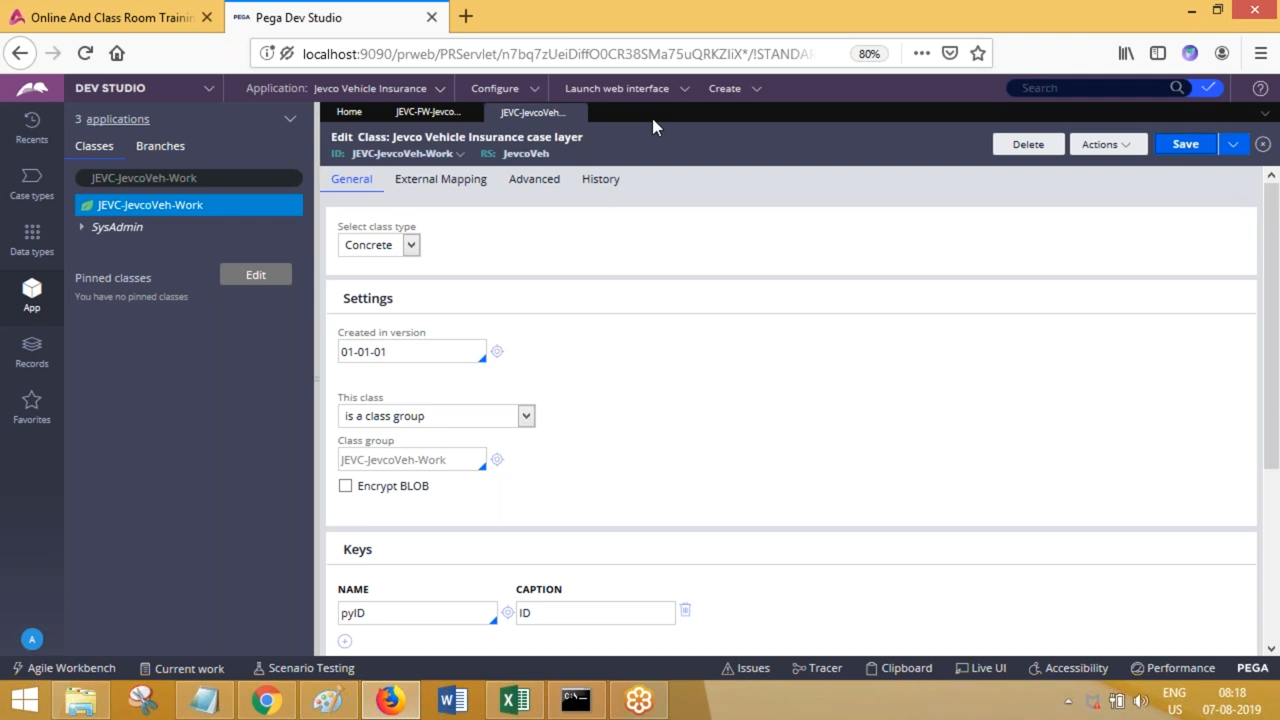 Online And Class Room Trainin
PEGA Pega Dev Studio
localhost:9090/prweb/PRServlet/n7bq7zUeiDiffO0CR38SMa75uQRKZIiX*/!STANDA
80%
DEV STUDIO
Application: Jevco Vehicle Insurance
Configure
Launch web interface
Create
Search
Recents
Case types
Data types
App
Records
Favorites
A
3 applications
Classes
Branches
JEVC-JevcoVeh-Work
JEVC-JevcoVeh-Work
SysAdmin
Pinned classes
Edit
You have no pinned classes
Home
JEVC-FW-Jevco...
JEVC-JevcoVeh...
Edit Class: Jevco Vehicle Insurance case layer
ID: JEVC-JevcoVeh-Work RS: JevcoVeh
Delete
Actions
Save
General
External Mapping
Advanced
History
Select class type
Concrete
Settings
Created in version
01-01-01
This class
is a class group
Class group
JEVC-JevcoVeh-Work
Encrypt BLOB
Keys
NAME
CAPTION
pyID
ID
Agile Workbench
Current work
Scenario Testing
Issues
Tracer
Clipboard
Live UI
Accessibility
Performance
PEGA
ENG
US
08:18
07-08-2019